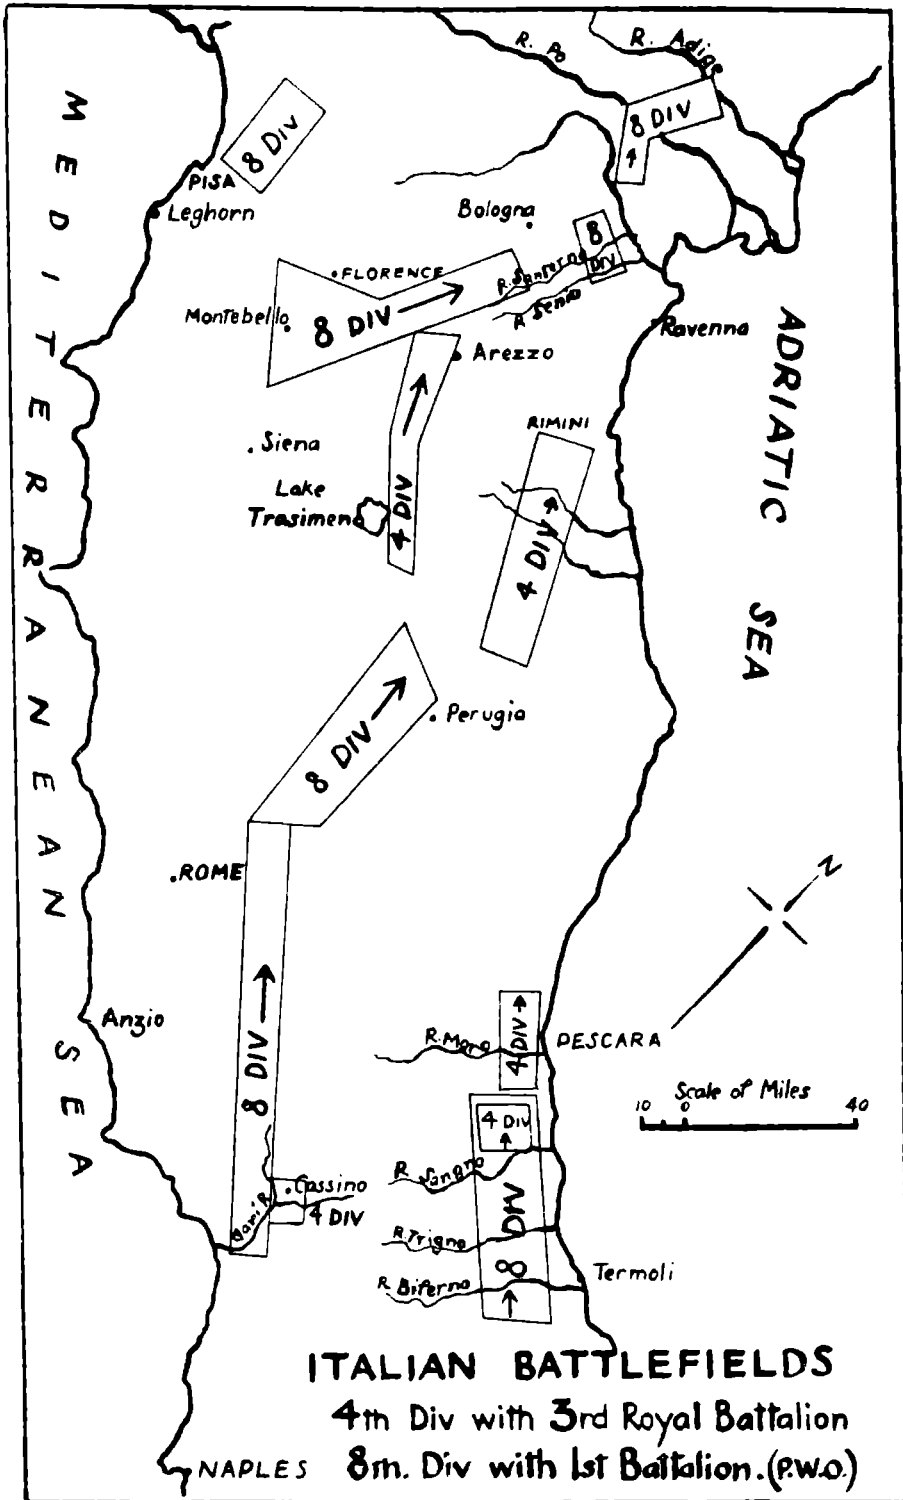 R. Po
R. Adige
MEDITERRANEAN SEA
8 DIV
8 DIV
4
PISA
Leghorn
Bologna
8
DIV
FLORENCE
R. Santerno
R Senio
Montebello
8 DIV
Ravenna
Arezzo
ADRIATIC SEA
RIMINI
Siena
Lake
Trasimeno
4 DIV
4 DIV
Perugia
8 DIV
ROME
N
Anzio
8 DIV
R. Moro
4 DIV
PESCARA
Scale of Miles
10 0 40
4 DIV
R. Sangro
Cassino
Gari R.
4 DIV
8 DIV
R. Trigno
R. Biferno
Termoli
ITALIAN BATTLEFIELDS
4th Div with 3rd Royal Battalion
8th. Div with 1st Battalion. (P.W.O.)
NAPLES